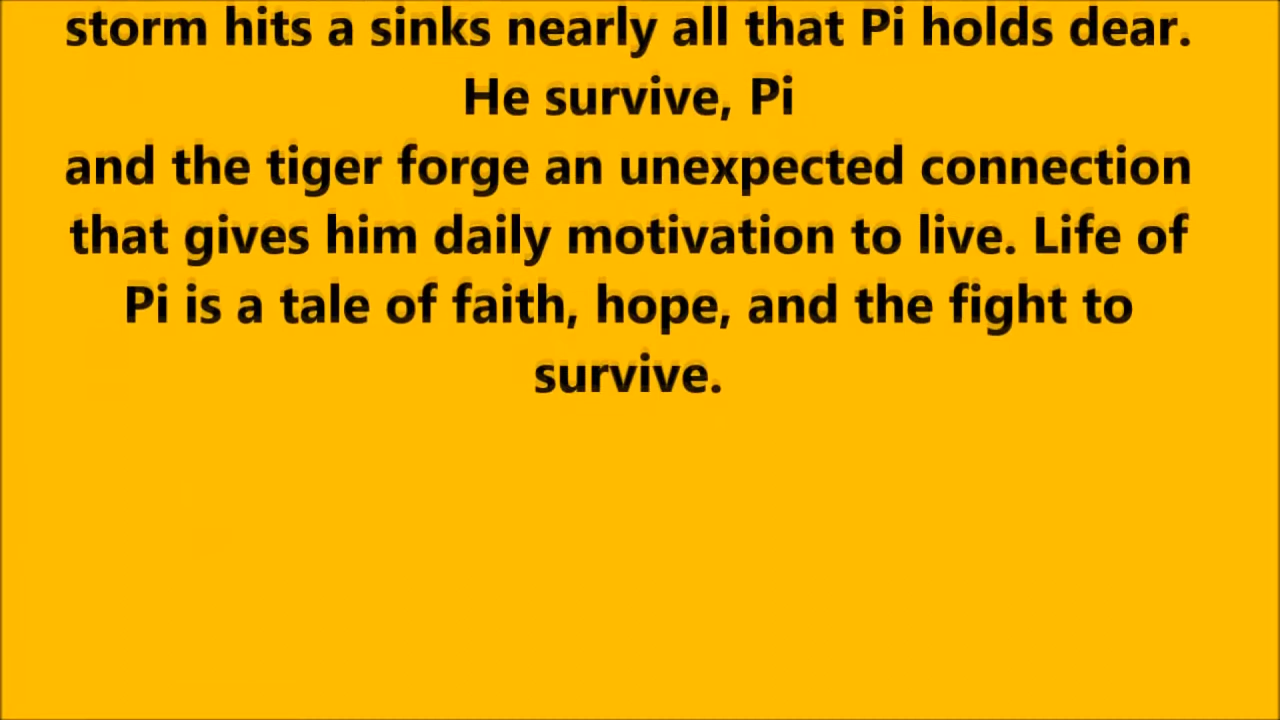 storm hits a sinks nearly all that Pi holds dear.
He survive, Pi
and the tiger forge an unexpected connection
that gives him daily motivation to live. Life of
Pi is a tale of faith, hope, and the fight to
survive.